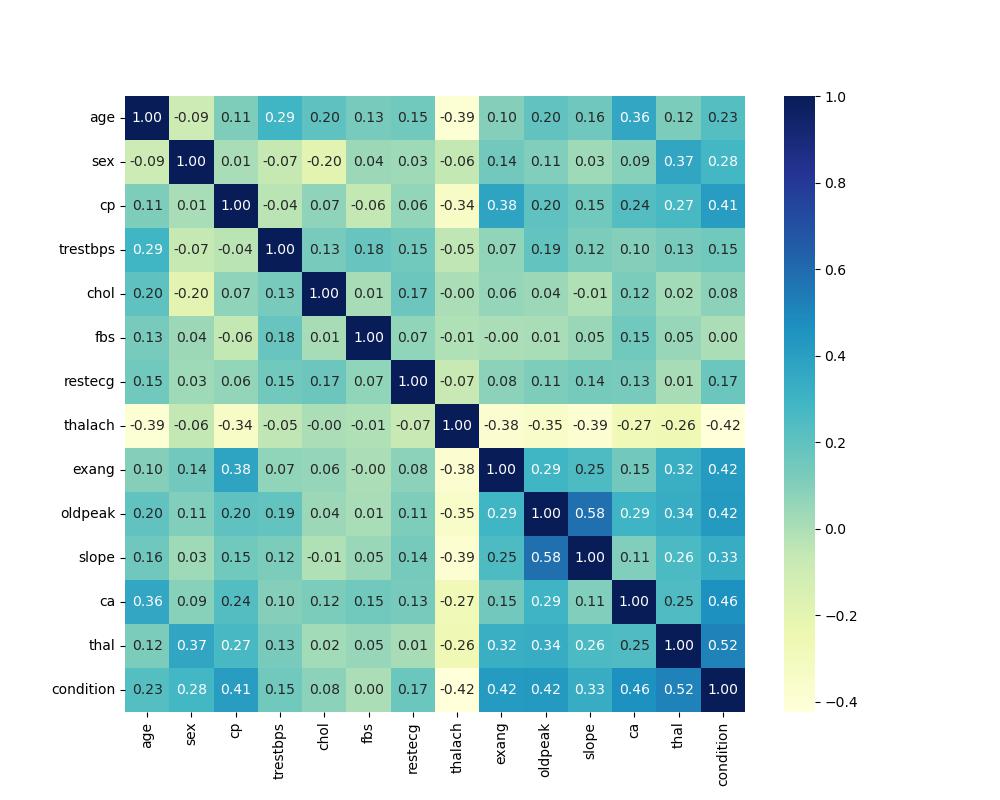 age 1.00 -0.09 0.11 0.29 0.20 0.13 0.15 -0.39 0.10 0.20 0.16 0.36 0.12 0.23
sex -0.09 1.00 0.01 -0.07 -0.20 0.04 0.03 -0.06 0.14 0.11 0.03 0.09 0.37 0.28
cp 0.11 0.01 1.00 -0.04 0.07 -0.06 0.06 -0.34 0.38 0.20 0.15 0.24 0.27 0.41
trestbps 0.29 -0.07 -0.04 1.00 0.13 0.18 0.15 -0.05 0.07 0.19 0.12 0.10 0.13 0.15
chol 0.20 -0.20 0.07 0.13 1.00 0.01 0.17 -0.00 0.06 0.04 -0.01 0.12 0.02 0.08
fbs 0.13 0.04 -0.06 0.18 0.01 1.00 0.07 -0.01 -0.00 0.01 0.05 0.15 0.05 0.00
restecg 0.15 0.03 0.06 0.15 0.17 0.07 1.00 -0.07 0.08 0.11 0.14 0.13 0.01 0.17
thalach -0.39 -0.06 -0.34 -0.05 -0.00 -0.01 -0.07 1.00 -0.38 -0.35 -0.39 -0.27 -0.26 -0.42
exang 0.10 0.14 0.38 0.07 0.06 -0.00 0.08 -0.38 1.00 0.29 0.25 0.15 0.32 0.42
oldpeak 0.20 0.11 0.20 0.19 0.04 0.01 0.11 -0.35 0.29 1.00 0.58 0.29 0.34 0.42
slope 0.16 0.03 0.15 0.12 -0.01 0.05 0.14 -0.39 0.25 0.58 1.00 0.11 0.26 0.33
ca 0.36 0.09 0.24 0.10 0.12 0.15 0.13 -0.27 0.15 0.29 0.11 1.00 0.25 0.46
thal 0.12 0.37 0.27 0.13 0.02 0.05 0.01 -0.26 0.32 0.34 0.26 0.25 1.00 0.52
condition 0.23 0.28 0.41 0.15 0.08 0.00 0.17 -0.42 0.42 0.42 0.33 0.46 0.52 1.00
age sex cp trestbps chol fbs restecg thalach exang oldpeak slope ca thal condition
1.0
0.8
0.6
0.4
0.2
0.0
−0.2
−0.4